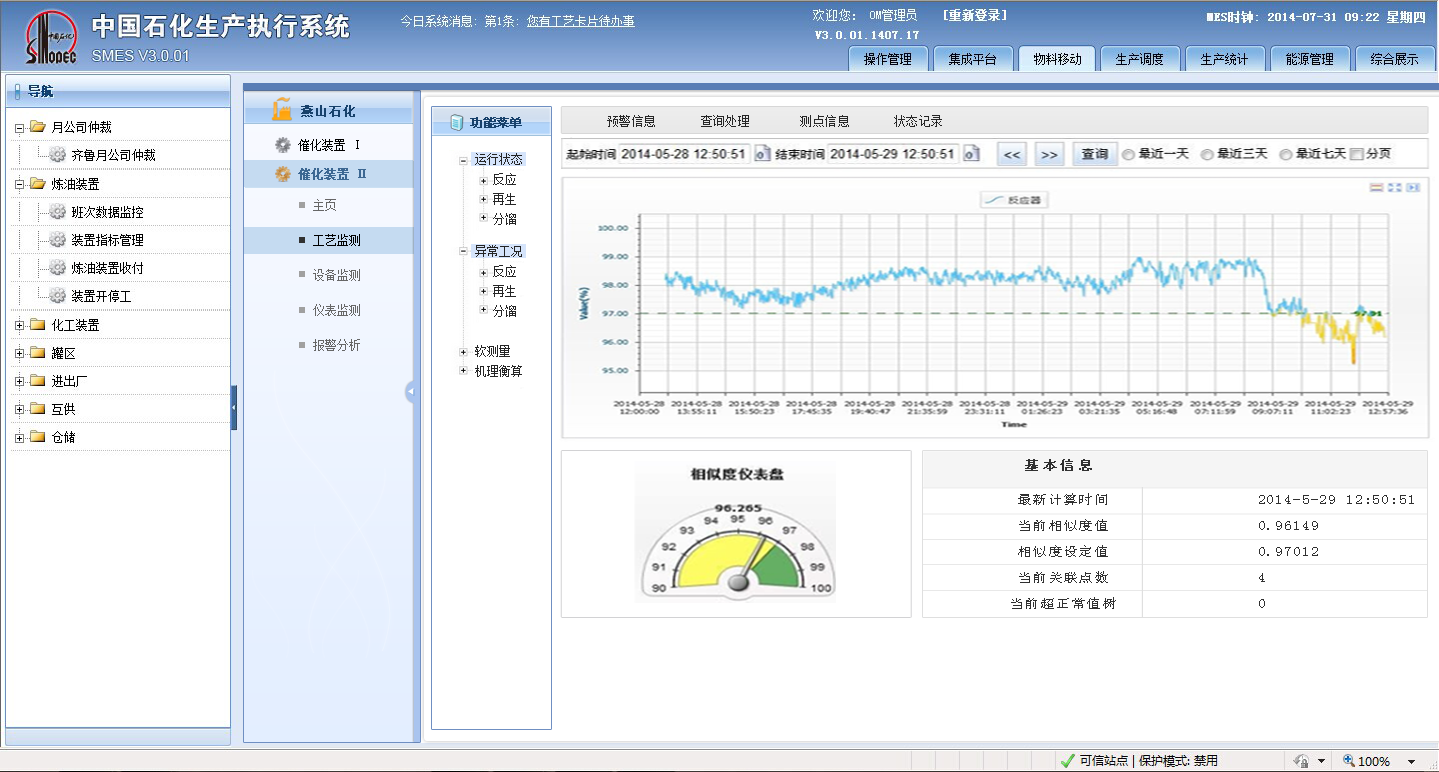 中国石化生产执行系统
SMES V3.0.01
SINOPEC
中国石化
今日系统消息: 第1条: 您有工艺卡片待办事
欢迎您: OM管理员 [重新登录]
V3.0.01.1407.17
MES时钟: 2014-07-31 09:22 星期四
操作管理 集成平台 物料移动 生产调度 生产统计 能源管理 综合展示
导航
月公司仲裁
齐鲁月公司仲裁
炼油装置
班次数据监控
装置指标管理
炼油装置收付
装置开停工
化工装置
罐区
进出厂
互供
仓储
燕山石化
催化装置 I
催化装置 II
主页
工艺监测
设备监测
仪表监测
报警分析
功能菜单
运行状态
反应
再生
分馏
异常工况
反应
再生
分馏
软测量
机理衡算
预警信息 查询处理 测点信息 状态记录
起始时间 2014-05-28 12:50:51 结束时间 2014-05-29 12:50:51 << >> 查询 最近一天 最近三天 最近七天 分页
反应器
100.00
99.00
98.00
97.00
96.00
95.00
Value(%)
97.01
2014-05-28 2014-05-28 2014-05-28 2014-05-28 2014-05-28 2014-05-28 2014-05-28 2014-05-29 2014-05-29 2014-05-29 2014-05-29 2014-05-29 2014-05-29 2014-05-29
12:00:00 13:55:11 15:50:23 17:45:35 19:40:47 21:35:59 23:31:11 01:26:23 03:21:35 05:16:48 07:11:59 09:07:11 11:02:23 12:57:36
Time
相似度仪表盘
96.265
90 91 92 93 94 95 96 97 98 99 100
基本信息
最新计算时间 2014-5-29 12:50:51
当前相似度值 0.96149
相似度设定值 0.97012
当前关联点数 4
当前超正常值树 0
可信站点 | 保护模式: 禁用
100%